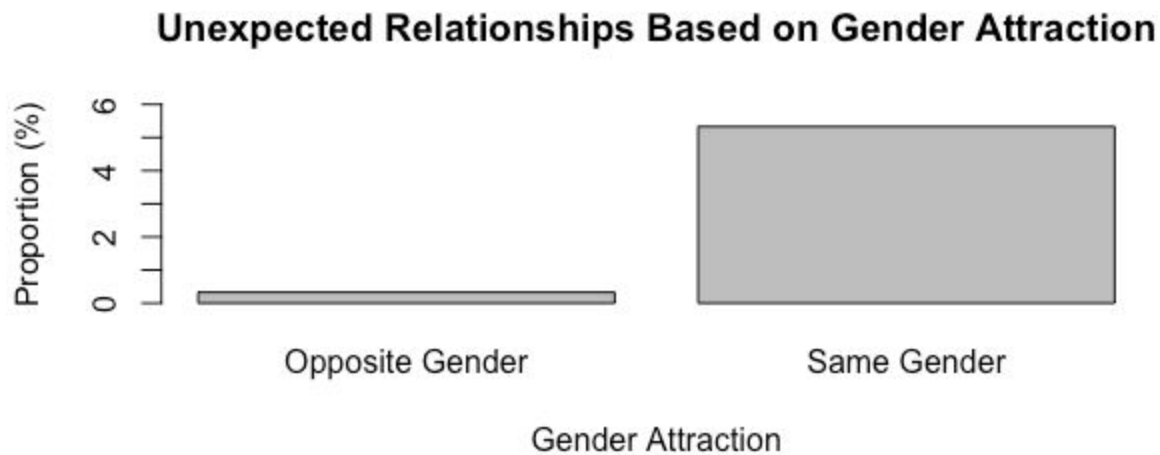 Unexpected Relationships Based on Gender Attraction
Proportion (%)
6
4
2
0
Opposite Gender Same Gender
Gender Attraction